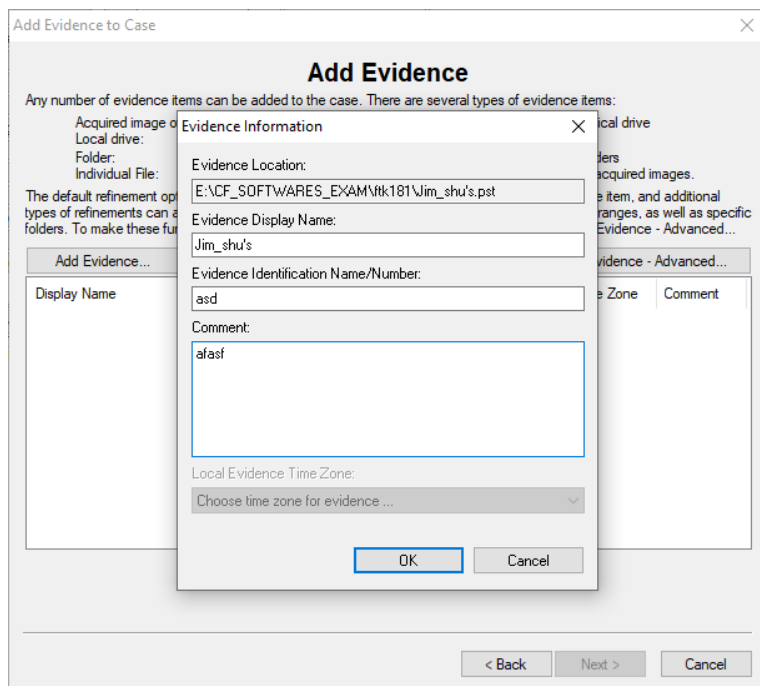 Add Evidence to Case
Add Evidence
Any number of evidence items can be added to the case. There are several types of evidence items:
Acquired image o
ical drive
Local drive:
Folder:
ders
Individual File:
acquired images.
The default refinement opt
e item, and additional
types of refinements can a
ranges, as well as specific
folders. To make these fur
Evidence - Advanced...
Add Evidence...
vidence - Advanced...
Display Name
e Zone
Comment
Evidence Information
Evidence Location:
E:\CF_SOFTWARES_EXAM\ftk181\Jim_shu's.pst
Evidence Display Name:
Jim_shu's
Evidence Identification Name/Number:
asd
Comment:
afasf
Local Evidence Time Zone:
Choose time zone for evidence ...
OK
Cancel
< Back
Next >
Cancel